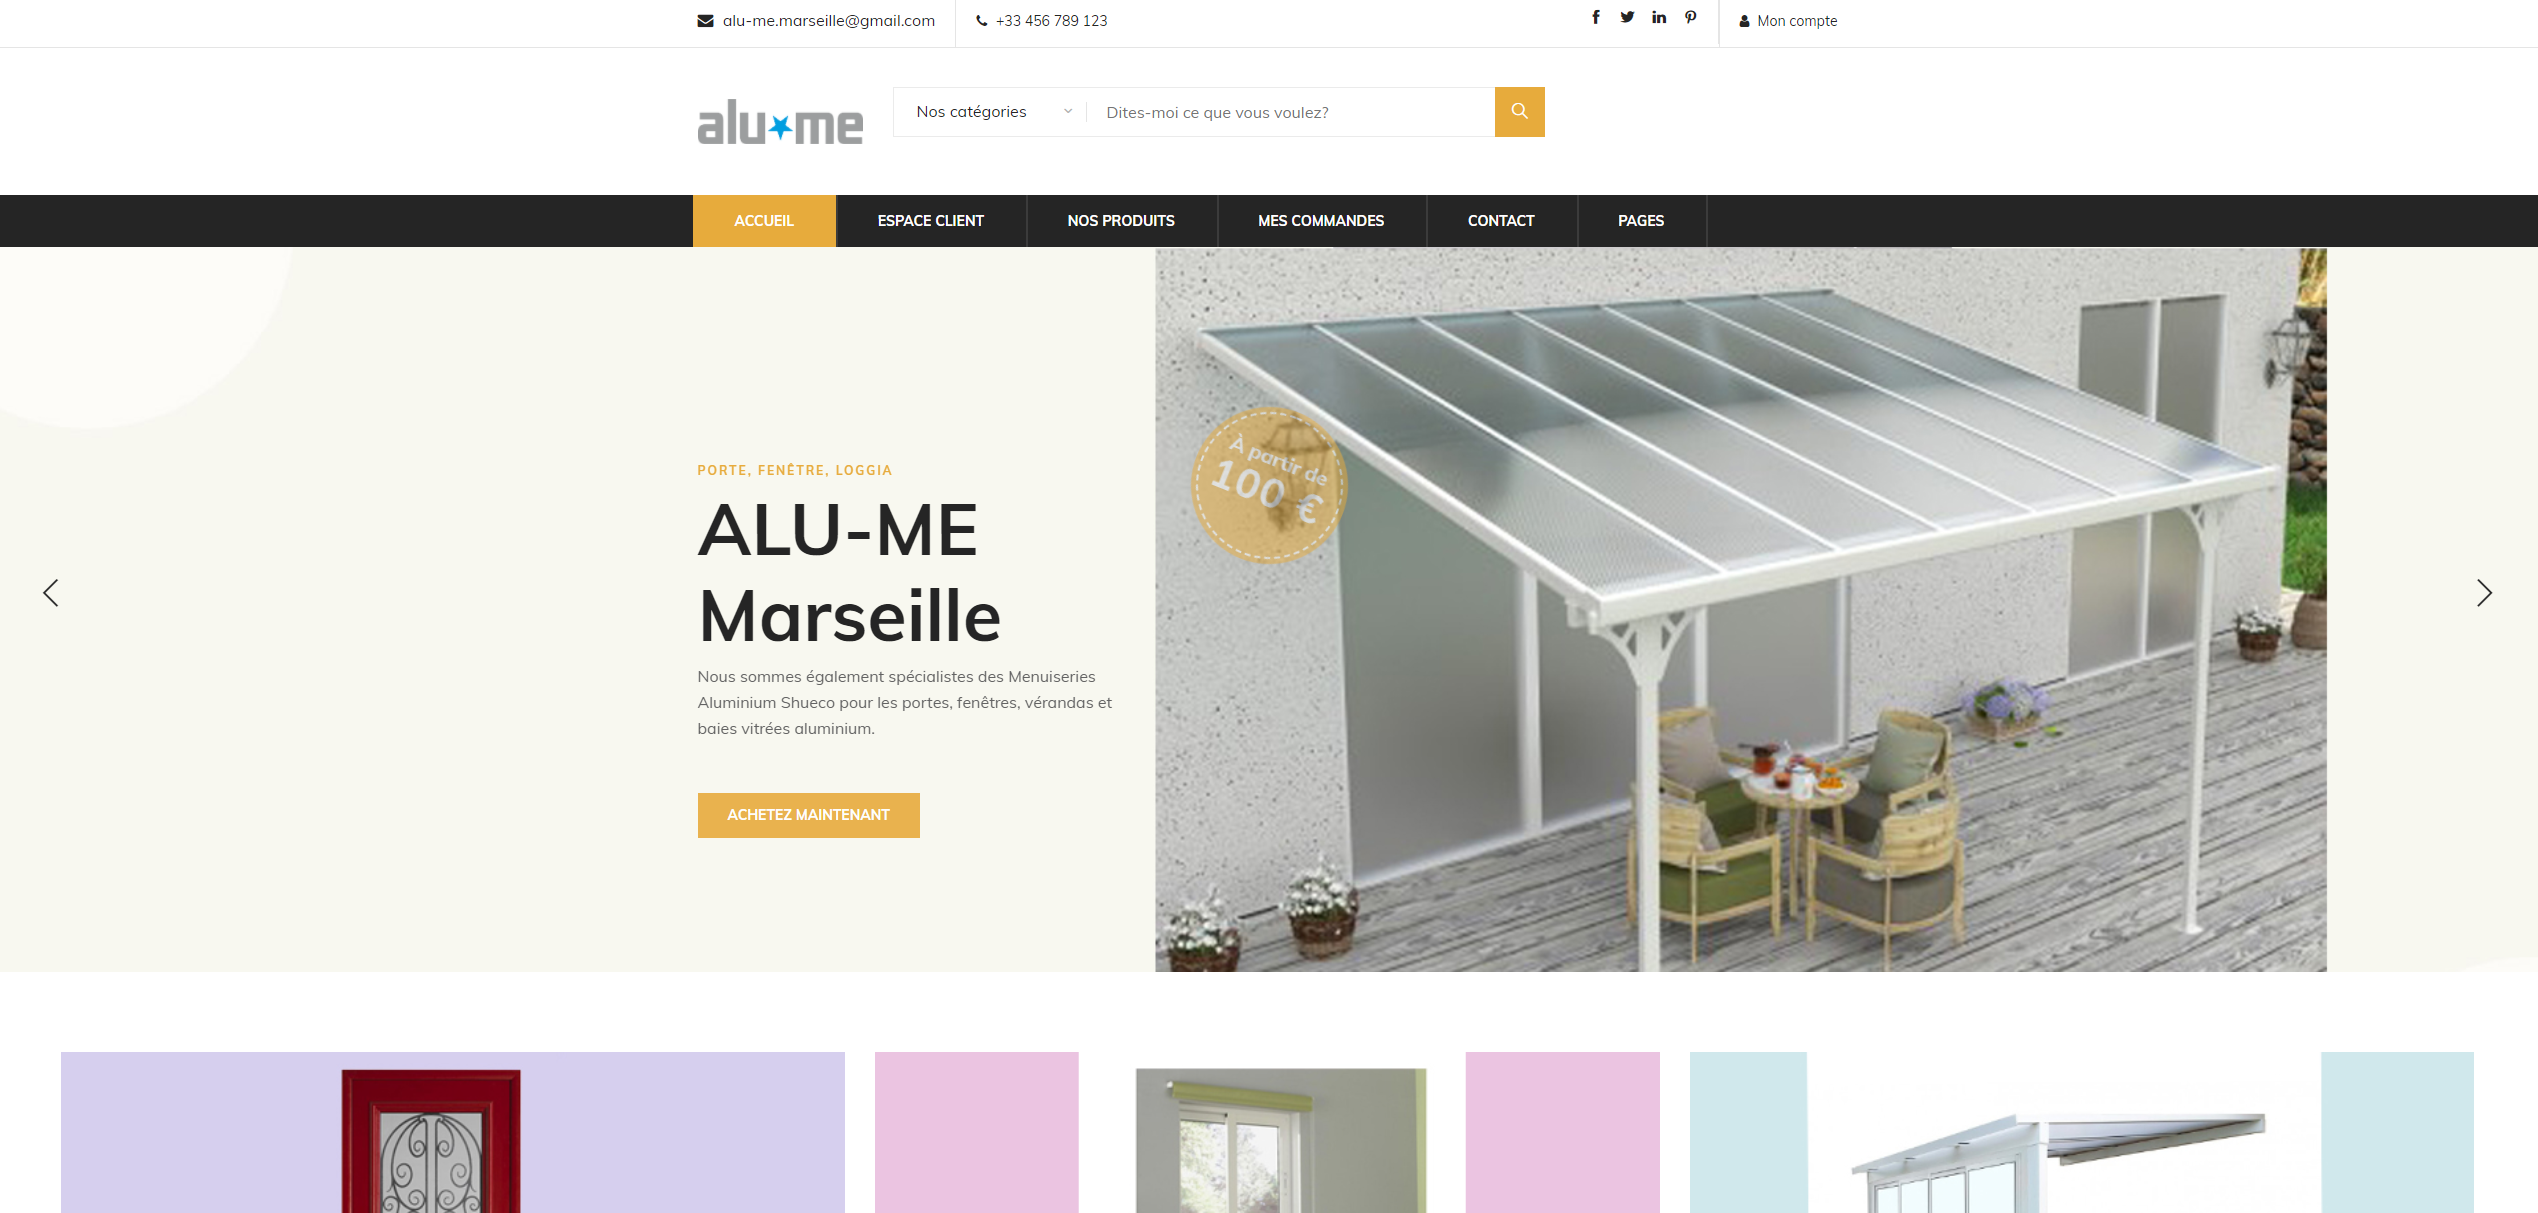 alu-me.marseille@gmail.com
+33 456 789 123
Mon compte
alu me
Nos catégories
Dites-moi ce que vous voulez?
ACCUEIL
ESPACE CLIENT
NOS PRODUITS
MES COMMANDES
CONTACT
PAGES
PORTE, FENÊTRE, LOGGIA
ALU-ME
Marseille
Nous sommes également spécialistes des Menuiseries
Aluminium Shueco pour les portes, fenêtres, vérandas et
baies vitrées aluminium.
ACHETEZ MAINTENANT
À partir de
100 €